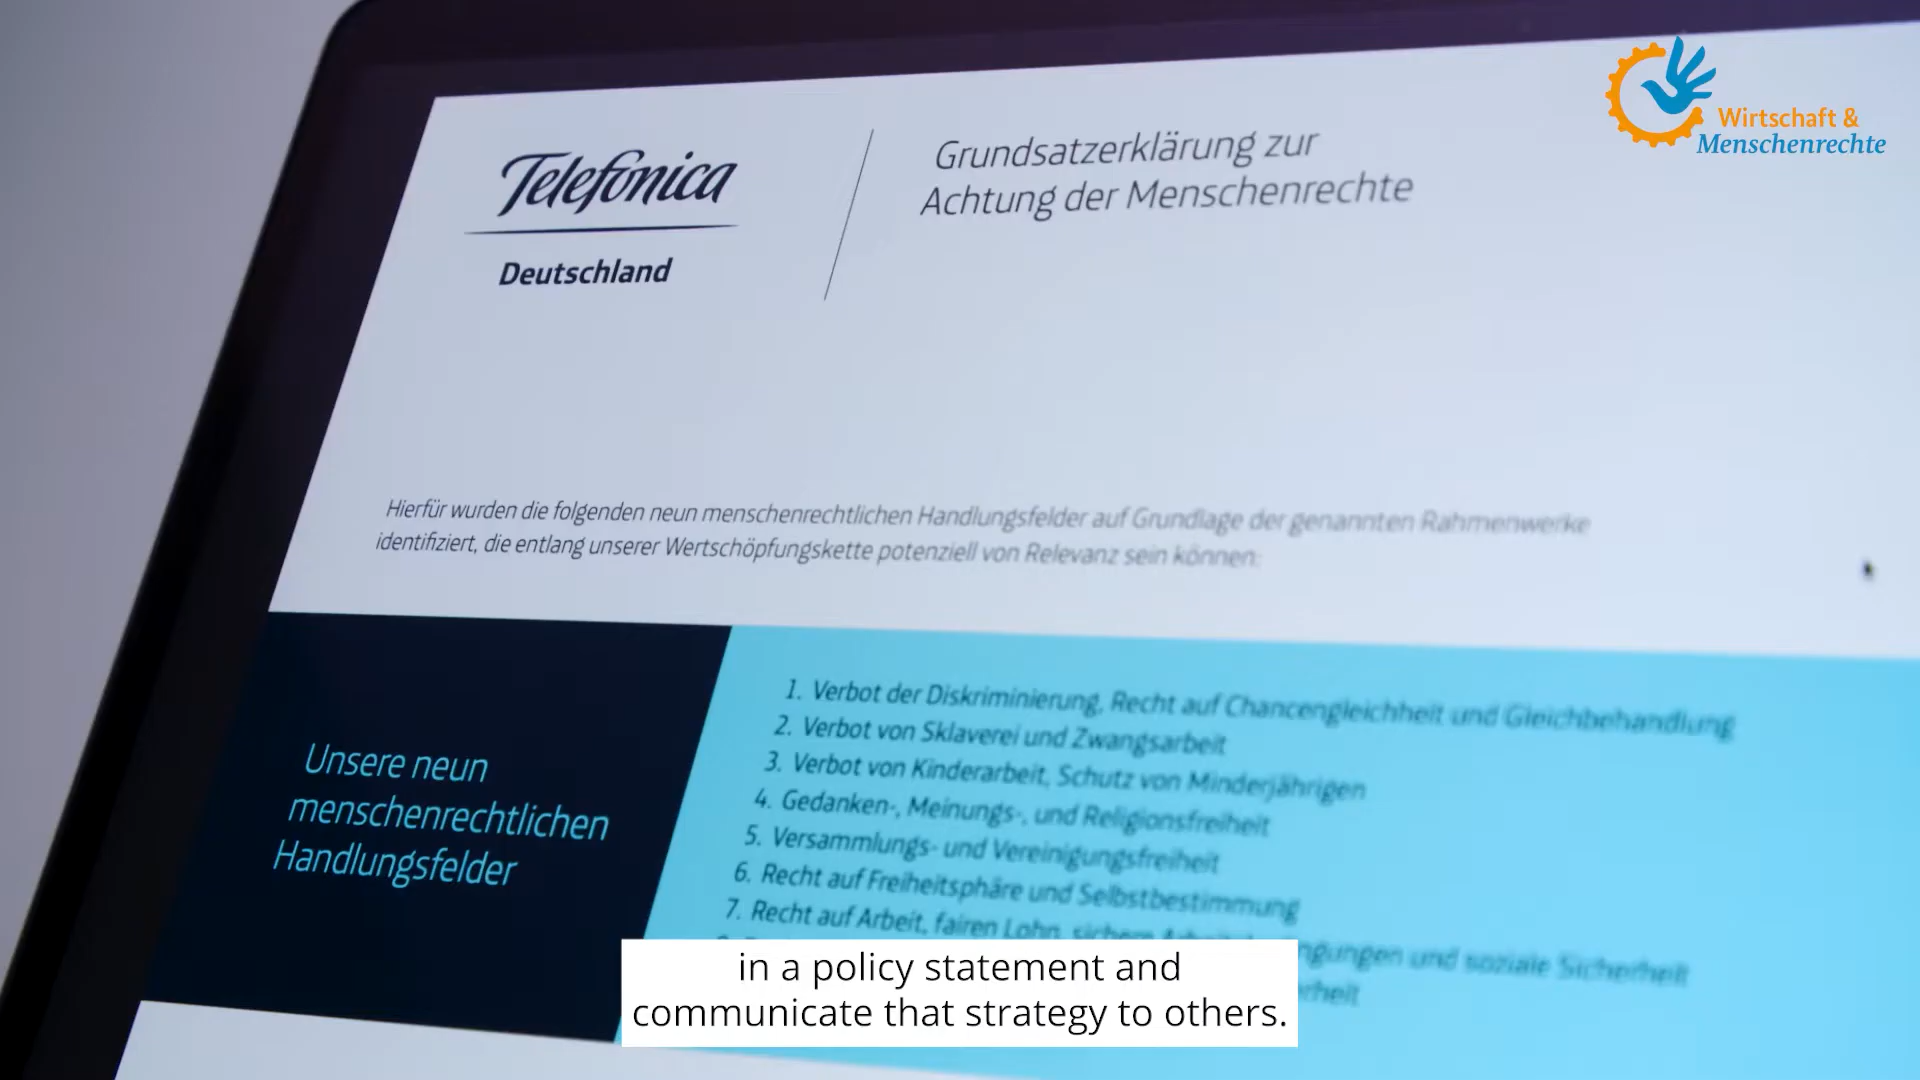 Wirtschaft &
Menschenrechte
Telefónica
Deutschland
Grundsatzerklärung zur
Achtung der Menschenrechte
Hierfür wurden die folgenden neun menschenrechtlichen Handlungsfelder auf Grundlage der genannten Rahmenwerke
identifiziert, die entlang unserer Wertschöpfungskette potenziell von Relevanz sein können:
Unsere neun
menschenrechtlichen
Handlungsfelder
1. Verbot der Diskriminierung, Recht auf Chancengleichheit und Gleichbehandlung
2. Verbot von Sklaverei und Zwangsarbeit
3. Verbot von Kinderarbeit, Schutz von Minderjährigen
4. Gedanken-, Meinungs-, und Religionsfreiheit
5. Versammlungs- und Vereinigungsfreiheit
6. Recht auf Freiheitsphäre und Selbstbestimmung
7. Recht auf Arbeit, fairen Lohn, und soziale Sicherheit
in a policy statement and
communicate that strategy to others.